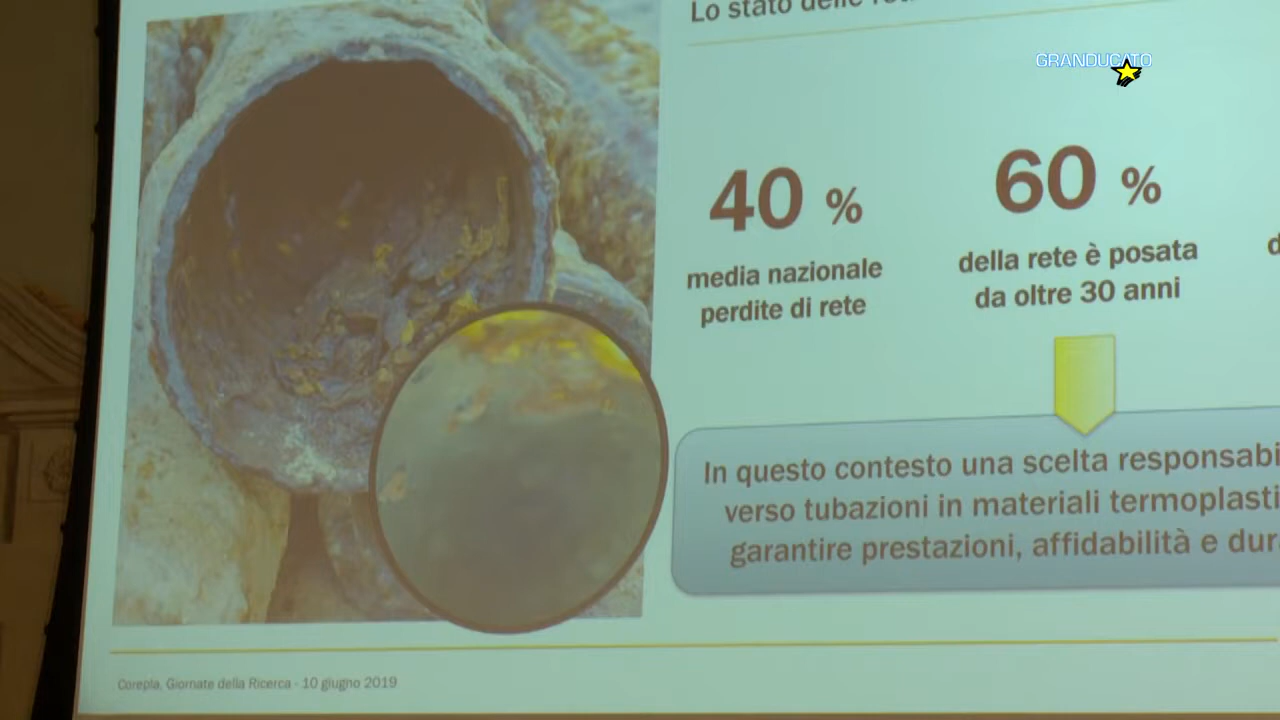 Lo stato delle
GRANDUCATO
40 %
media nazionale
perdite di rete
60 %
della rete è posata
da oltre 30 anni
In questo contesto una scelta responsabi
verso tubazioni in materiali termoplasti
garantire prestazioni, affidabilità e dur
Corepla, Giornate della Ricerca - 10 giugno 2019